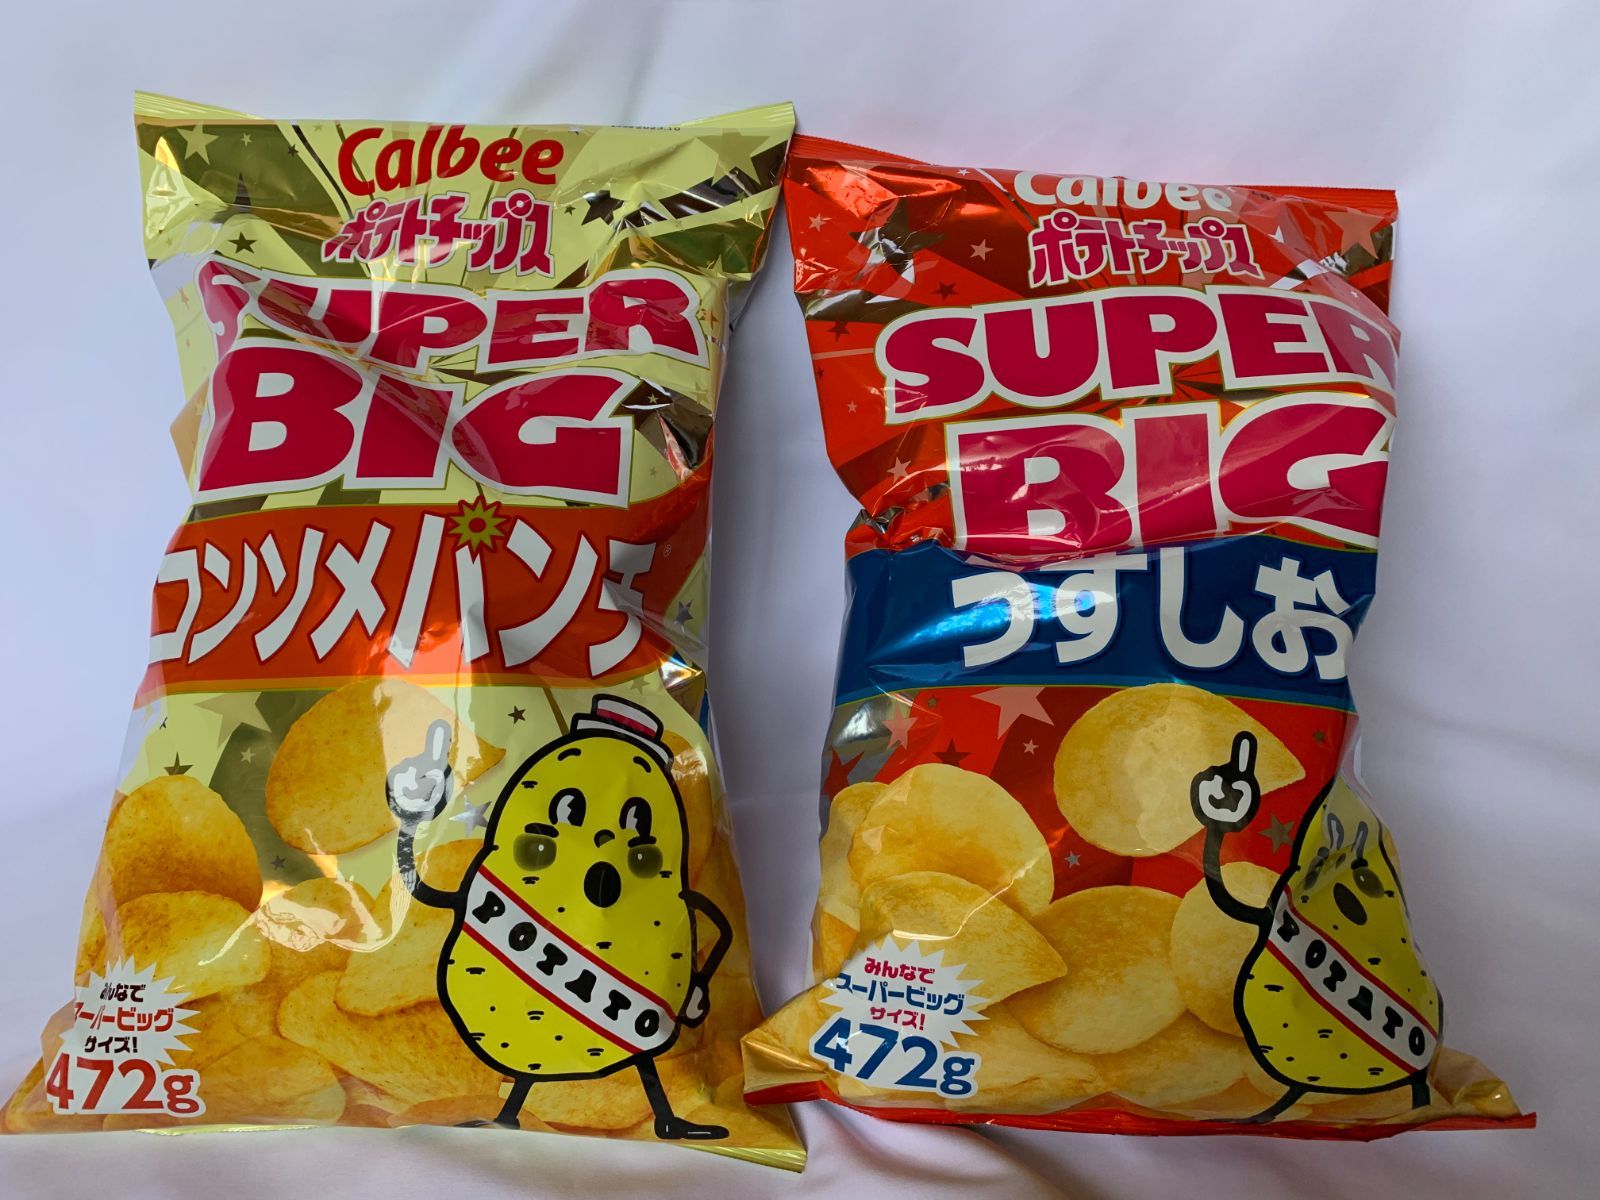 Calbee
ポテトチップス
SUPER
BIG
コンソメパンチ®
POTATO
みんなで
スーパービッグ
サイズ!
472g
Calbee
ポテトチップス
SUPER
BIG
うすしお
POTATO
みんなで
スーパービッグ
サイズ!
472g